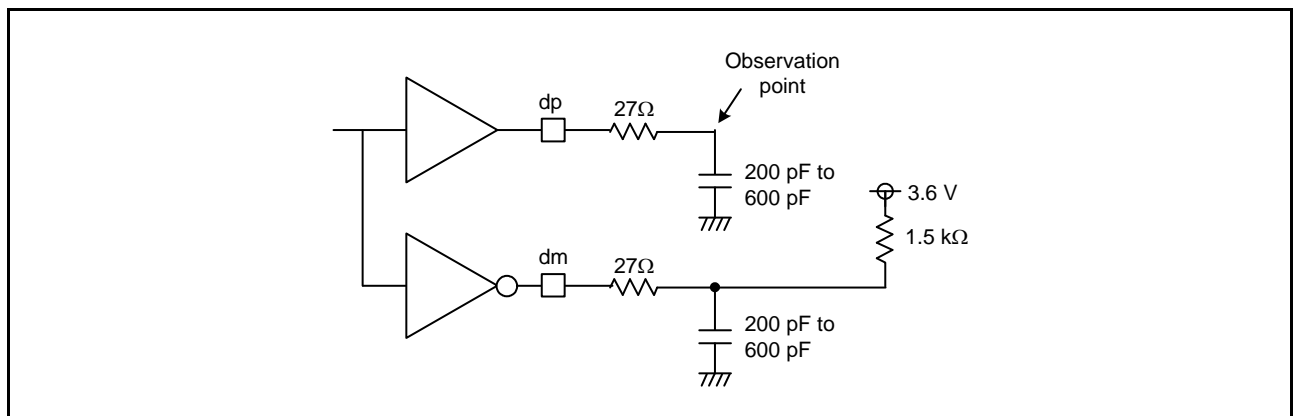 Observation
point
dp
27Ω
200 pF to
600 pF
3.6 V
1.5 kΩ
dm
27Ω
200 pF to
600 pF